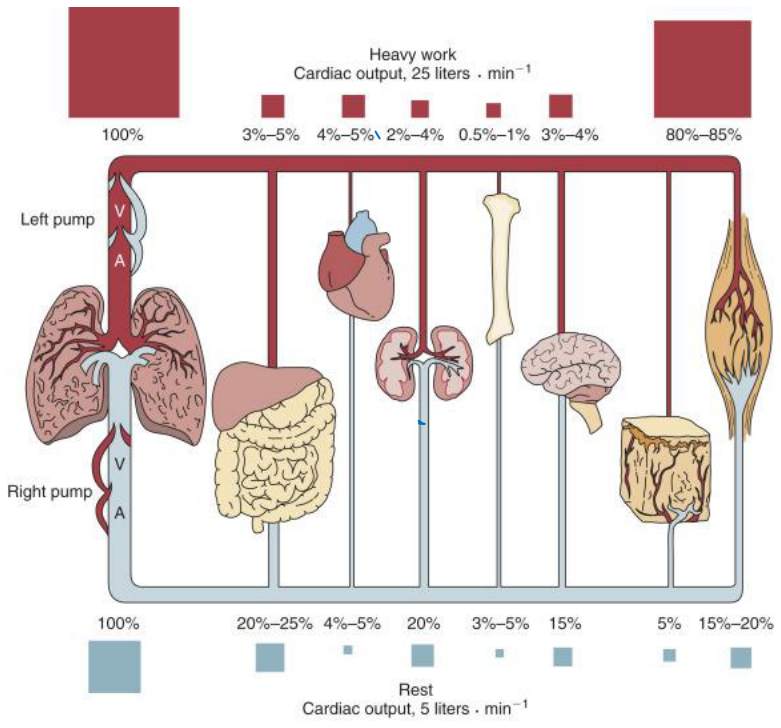 Heavy work
Cardiac output, 25 liters · min⁻¹
100% 3%–5% 4%–5% 2%–4% 0.5%–1% 3%–4% 80%–85%
Left pump
V
A
V
Right pump
A
100% 20%–25% 4%–5% 20% 3%–5% 15% 5% 15%–20%
Rest
Cardiac output, 5 liters · min⁻¹